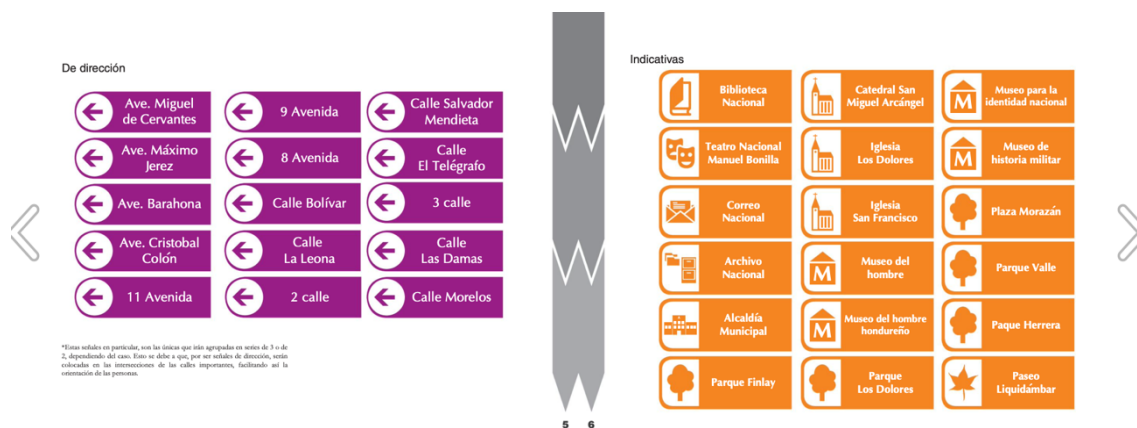 De dirección
Ave. Miguel
de Cervantes
9 Avenida
Calle Salvador
Mendieta
Ave. Máximo
Jerez
8 Avenida
Calle
El Telégrafo
Ave. Barahona
Calle Bolívar
3 calle
Ave. Cristobal
Colón
Calle
La Leona
Calle
Las Damas
11 Avenida
2 calle
Calle Morelos
*Estas señales en particular, son las únicas que irán agrupadas en series de 3 o de
2, dependiendo del caso. Esto se debe a que, por ser señales de dirección, serán
colocadas en las intersecciones de las calles importantes, facilitando así la
orientación de las personas.
5
Indicativas
Biblioteca
Nacional
Catedral San
Miguel Arcángel
M
Museo para la
identidad nacional
Teatro Nacional
Manuel Bonilla
Iglesia
Los Dolores
M
Museo de
historia militar
Correo
Nacional
Iglesia
San Francisco
Plaza Morazán
Archivo
Nacional
M
Museo del
hombre
Parque Valle
Alcaldía
Municipal
M
Museo del hombre
hondureño
Paque Herrera
Parque Finlay
Parque
Los Dolores
Paseo
Liquidámbar
6